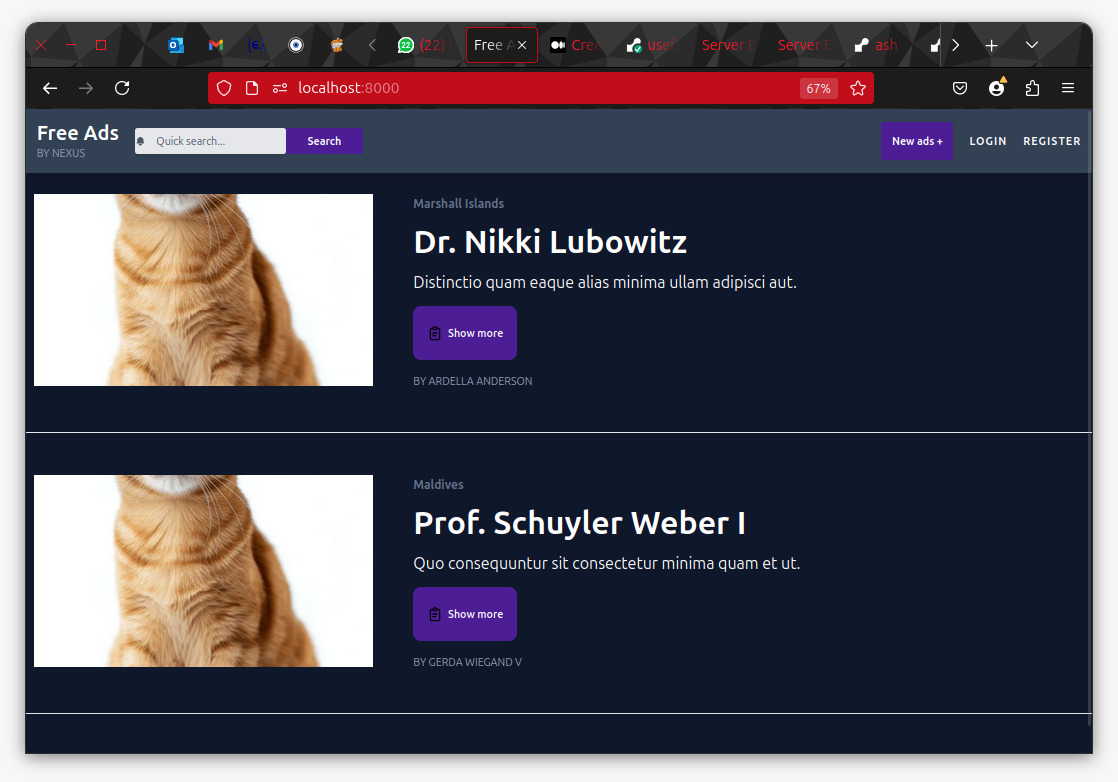 22 (22)
Free A
Crea
usef
Server E
Server E
ash
localhost:8000
67%
Free Ads
BY NEXUS
Quick search...
Search
New ads +
LOGIN
REGISTER
Marshall Islands
Dr. Nikki Lubowitz
Distinctio quam eaque alias minima ullam adipisci aut.
Show more
BY ARDELLA ANDERSON
Maldives
Prof. Schuyler Weber I
Quo consequuntur sit consectetur minima quam et ut.
Show more
BY GERDA WIEGAND V